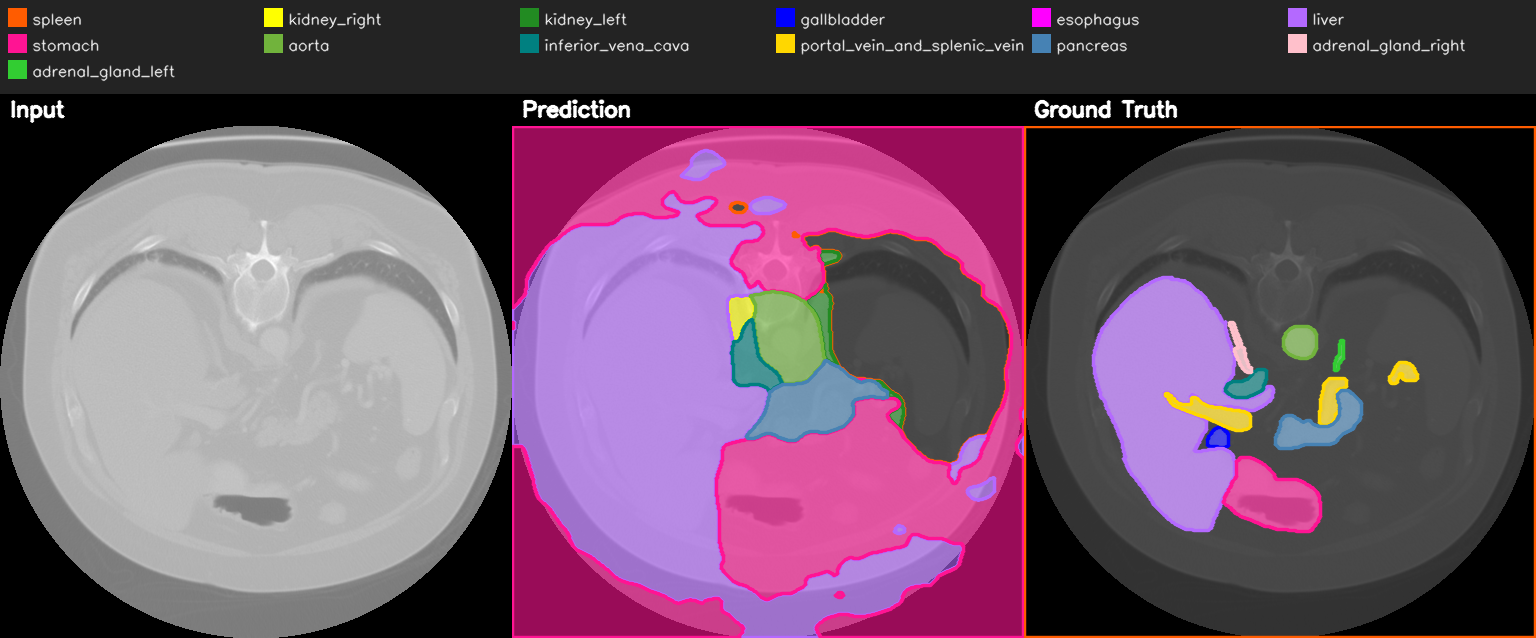 spleen kidney_right kidney_left gallbladder esophagus liver
stomach aorta inferior_vena_cava portal_vein_and_splenic_vein pancreas adrenal_gland_right
adrenal_gland_left
Input Prediction Ground Truth